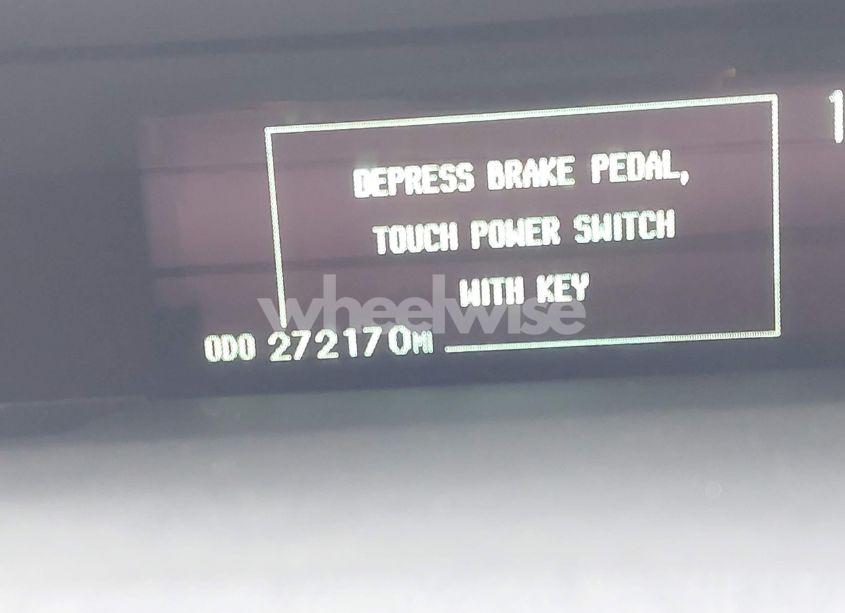 DEPRESS BRAKE PEDAL,
TOUCH POWER SWITCH
WITH KEY
wheelwise
ODO 272170MI